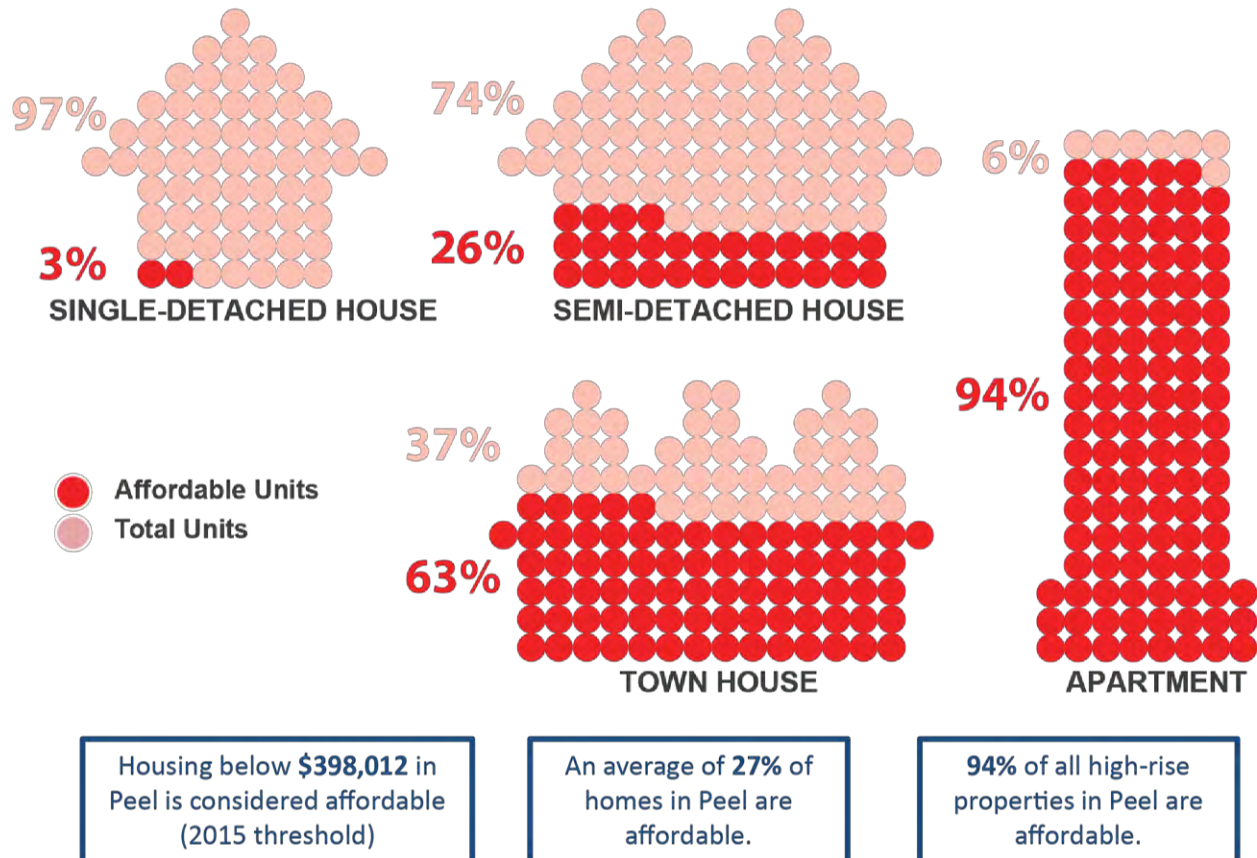 97%
3%
SINGLE-DETACHED HOUSE
74%
26%
SEMI-DETACHED HOUSE
37%
63%
TOWN HOUSE
6%
94%
APARTMENT
Affordable Units
Total Units
Housing below $398,012 in
Peel is considered affordable
(2015 threshold)
An average of 27% of
homes in Peel are
affordable.
94% of all high-rise
properties in Peel are
affordable.